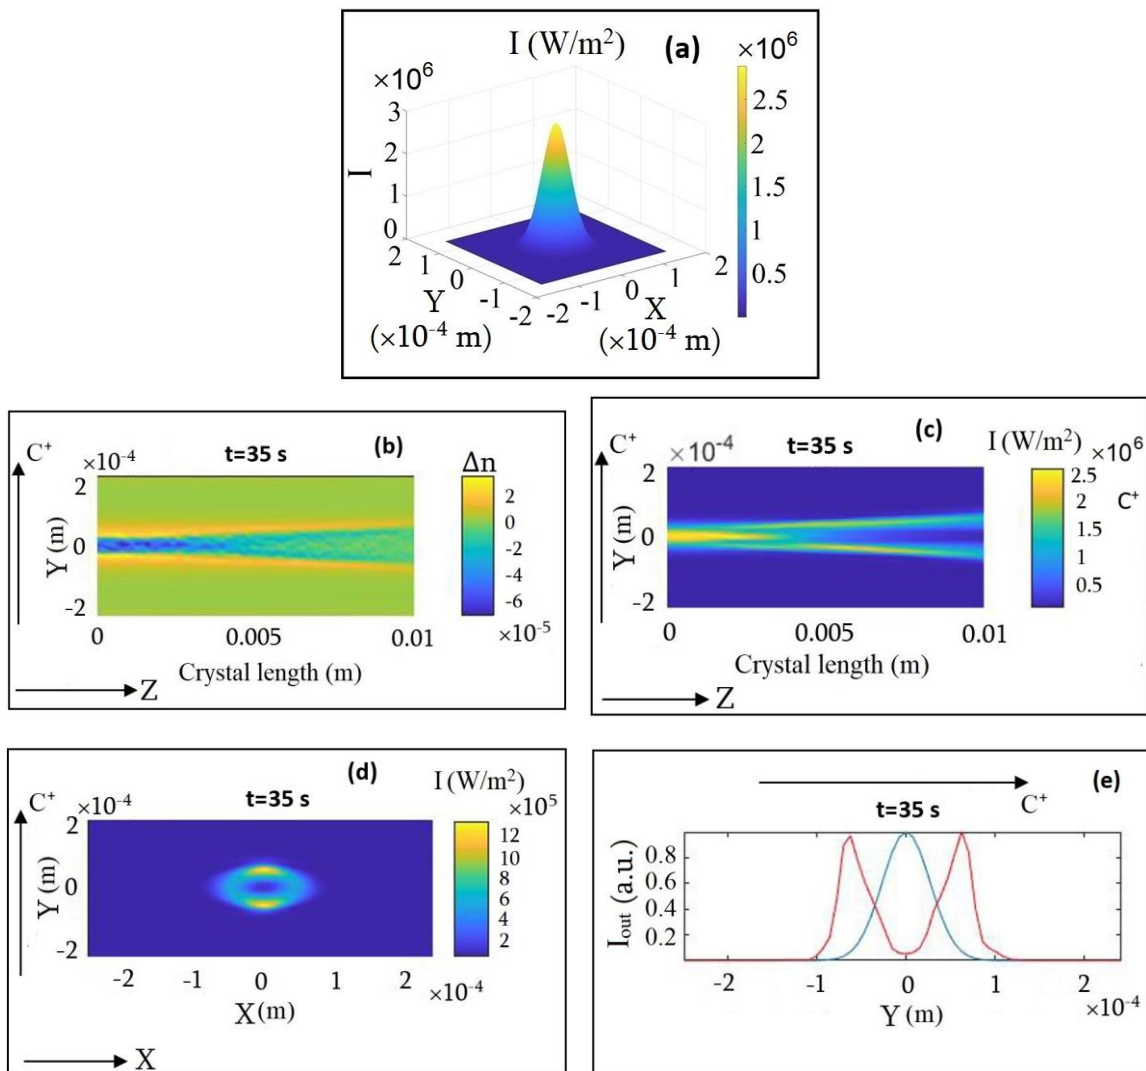 I (W/m²) (a) ×10⁶
×10⁶
3
2
1
0
I
2.5
2
1.5
1
0.5
2 1 0 -1 -2
-2 -1 0 1 2
Y X
(×10⁻⁴ m) (×10⁻⁴ m)
(b)
C⁺ ×10⁻⁴ t=35 s
Δn
2
0
-2
Y (m)
2
0
-2
-4
-6
0 0.005 0.01 ×10⁻⁵
Crystal length (m)
Z
(c)
C⁺ ×10⁻⁴ t=35 s I (W/m²) ×10⁶
2
0
-2
Y (m)
2.5
2
1.5
1
0.5
C⁺
0 0.005 0.01
Crystal length (m)
Z
(d) I (W/m²)
C⁺ ×10⁻⁴ t=35 s ×10⁵
2
0
-2
Y (m)
12
10
8
6
4
2
-2 -1 0 1 2 ×10⁻⁴
X (m)
X
(e)
C⁺
t=35 s
0.8
0.6
0.4
0.2
Iout (a.u.)
-2 -1 0 1 2
×10⁻⁴
Y (m)